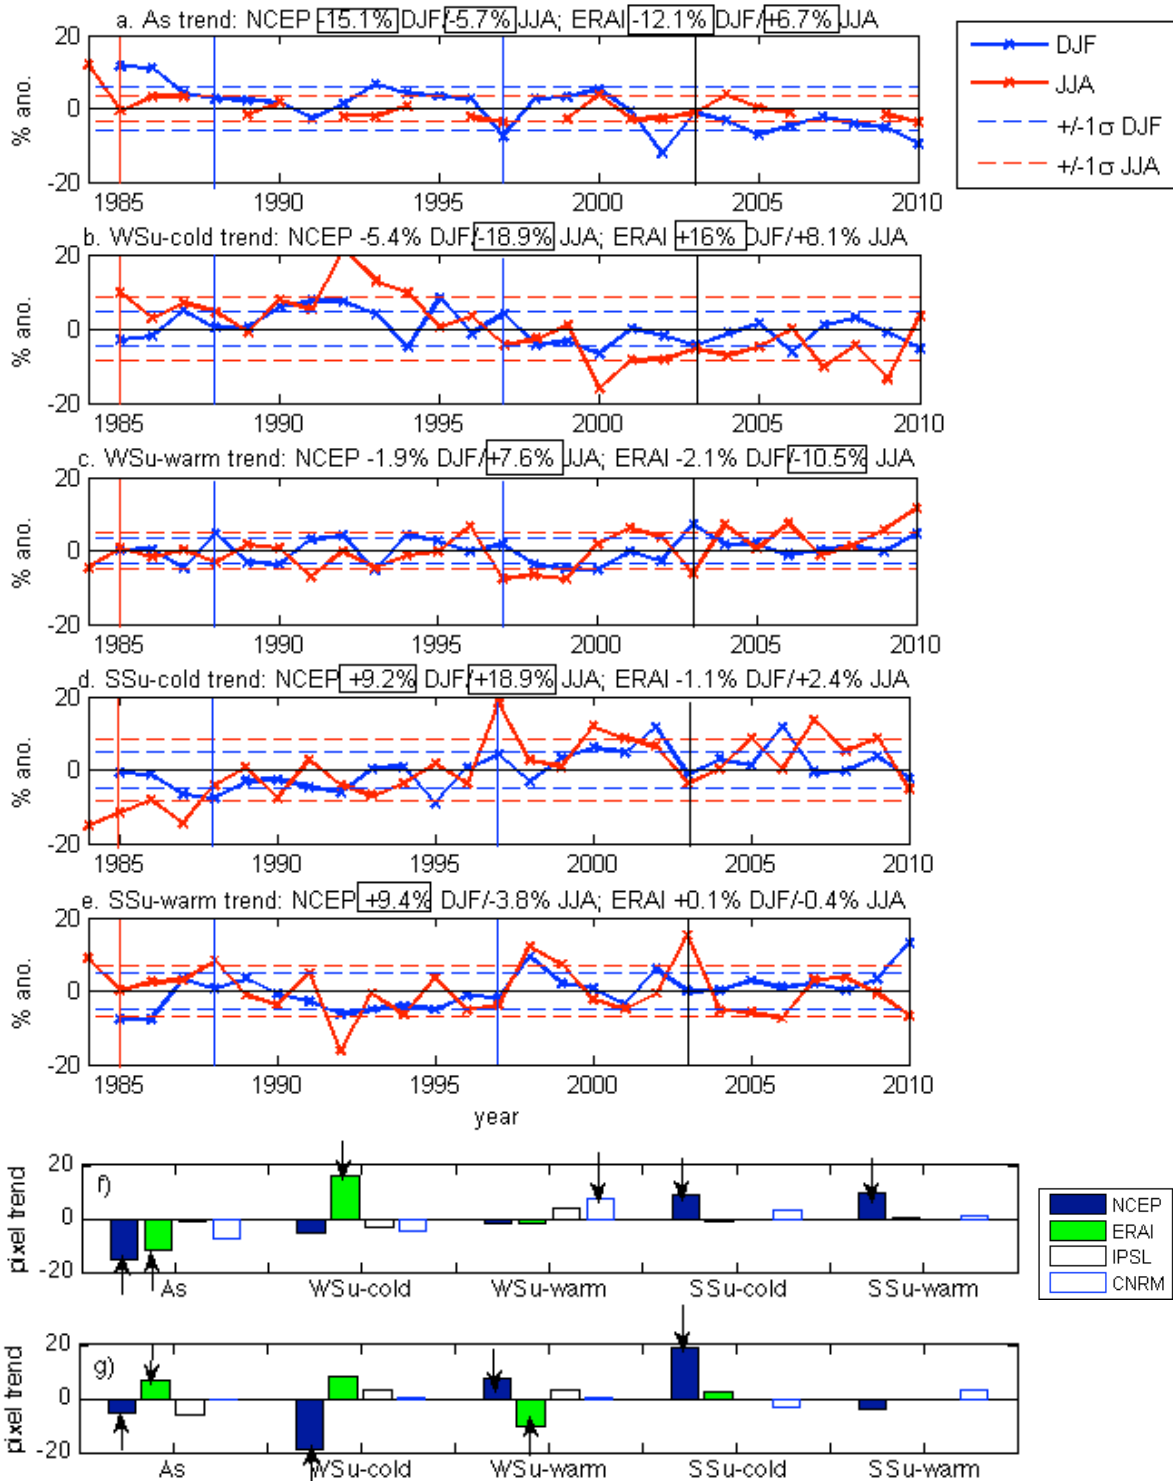 a. As trend: NCEP -15.1% DJF/-5.7% JJA; ERAI -12.1% DJF/+6.7% JJA
20
0
-20
% ano.
1985 1990 1995 2000 2005 2010
DJF
JJA
+/-1σ DJF
+/-1σ JJA
b. WSu-cold trend: NCEP -5.4% DJF/-18.9% JJA; ERAI +16% DJF/+8.1% JJA
20
0
-20
% ano.
1985 1990 1995 2000 2005 2010
c. WSu-warm trend: NCEP -1.9% DJF/+7.6% JJA; ERAI -2.1% DJF/-10.5% JJA
20
0
-20
% ano.
1985 1990 1995 2000 2005 2010
d. SSu-cold trend: NCEP +9.2% DJF/+18.9% JJA; ERAI -1.1% DJF/+2.4% JJA
20
0
-20
% ano.
1985 1990 1995 2000 2005 2010
e. SSu-warm trend: NCEP +9.4% DJF/-3.8% JJA; ERAI +0.1% DJF/-0.4% JJA
20
0
-20
% ano.
1985 1990 1995 2000 2005 2010
year
f)
20
0
-20
pixel trend
As WSu-cold WSu-warm SSu-cold SSu-warm
NCEP
ERAI
IPSL
CNRM
g)
20
0
-20
pixel trend
As WSu-cold WSu-warm SSu-cold SSu-warm